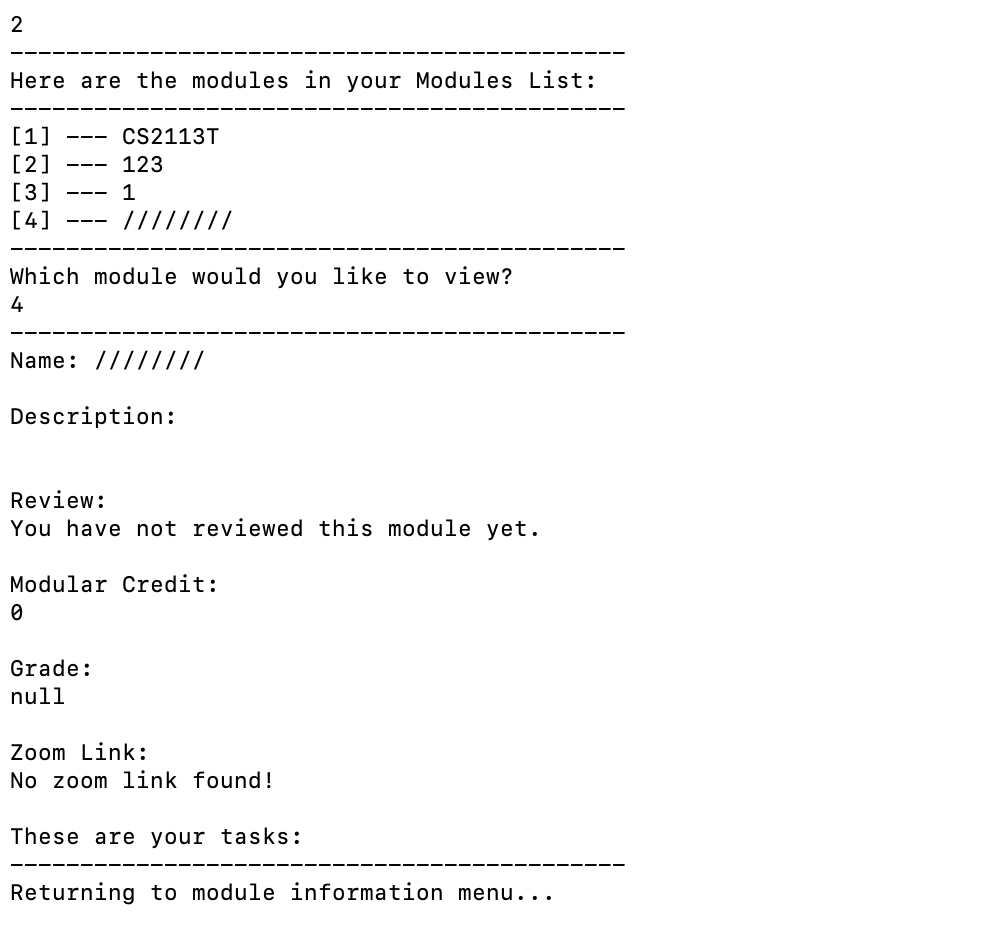 2
--------------------------------------------
Here are the modules in your Modules List:
--------------------------------------------
[1] --- CS2113T
[2] --- 123
[3] --- 1
[4] --- ////////
--------------------------------------------
Which module would you like to view?
4
--------------------------------------------
Name: ////////
Description:
Review:
You have not reviewed this module yet.
Modular Credit:
0
Grade:
null
Zoom Link:
No zoom link found!
These are your tasks:
--------------------------------------------
Returning to module information menu...